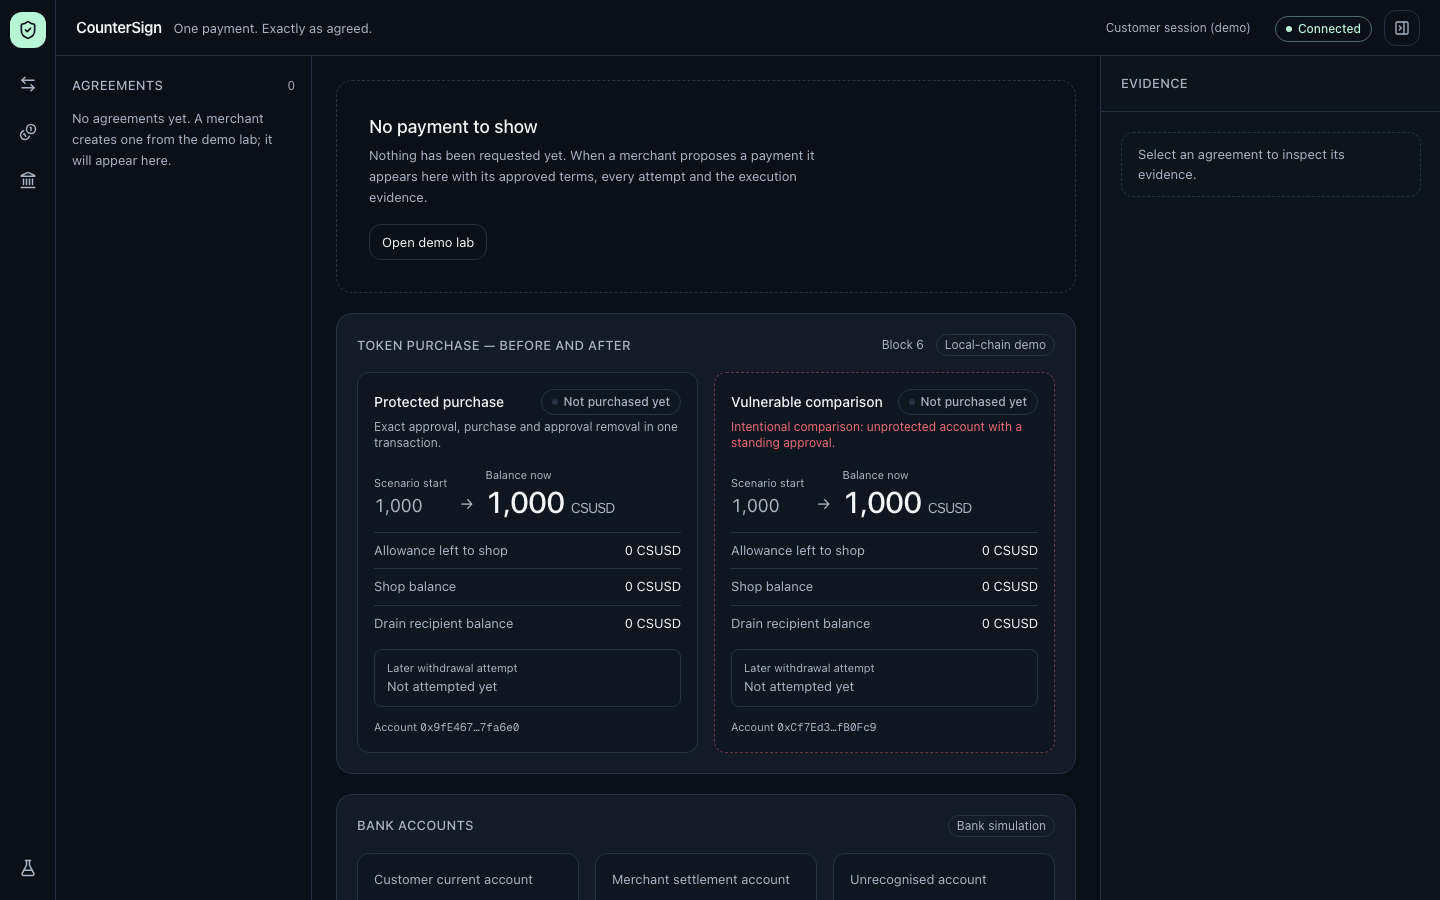 CounterSign One payment. Exactly as agreed.
Customer session (demo)
Connected
AGREEMENTS 0
No agreements yet. A merchant
creates one from the demo lab; it
will appear here.
No payment to show
Nothing has been requested yet. When a merchant proposes a payment it
appears here with its approved terms, every attempt and the execution
evidence.
Open demo lab
EVIDENCE
Select an agreement to inspect its
evidence.
TOKEN PURCHASE — BEFORE AND AFTER
Block 6 Local-chain demo
Protected purchase Not purchased yet
Exact approval, purchase and approval removal in one
transaction.
Scenario start Balance now
1,000 → 1,000 CSUSD
Allowance left to shop 0 CSUSD
Shop balance 0 CSUSD
Drain recipient balance 0 CSUSD
Later withdrawal attempt
Not attempted yet
Account 0x9fE467…7fa6e0
Vulnerable comparison Not purchased yet
Intentional comparison: unprotected account with a
standing approval.
Scenario start Balance now
1,000 → 1,000 CSUSD
Allowance left to shop 0 CSUSD
Shop balance 0 CSUSD
Drain recipient balance 0 CSUSD
Later withdrawal attempt
Not attempted yet
Account 0xCf7Ed3…fB0Fc9
BANK ACCOUNTS
Bank simulation
Customer current account
Merchant settlement account
Unrecognised account